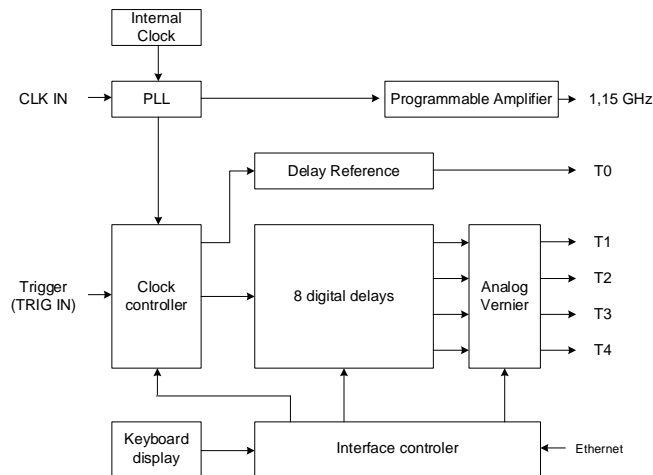 Internal
Clock
CLK IN
PLL
Programmable Amplifier
1,15 GHz
Delay Reference
T0
Trigger
(TRIG IN)
Clock
controller
8 digital delays
Analog
Vernier
T1
T2
T3
T4
Keyboard
display
Interface controler
Ethernet